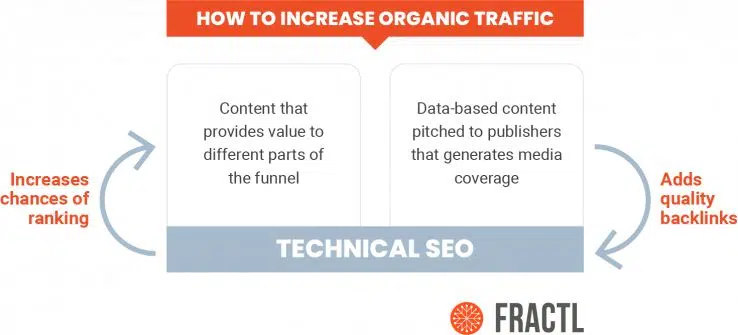 HOW TO INCREASE ORGANIC TRAFFIC
Content that
provides value to
different parts of
the funnel
Data-based content
pitched to publishers
that generates media
coverage
Increases
chances of
ranking
Adds
quality
backlinks
TECHNICAL SEO
FRACTL